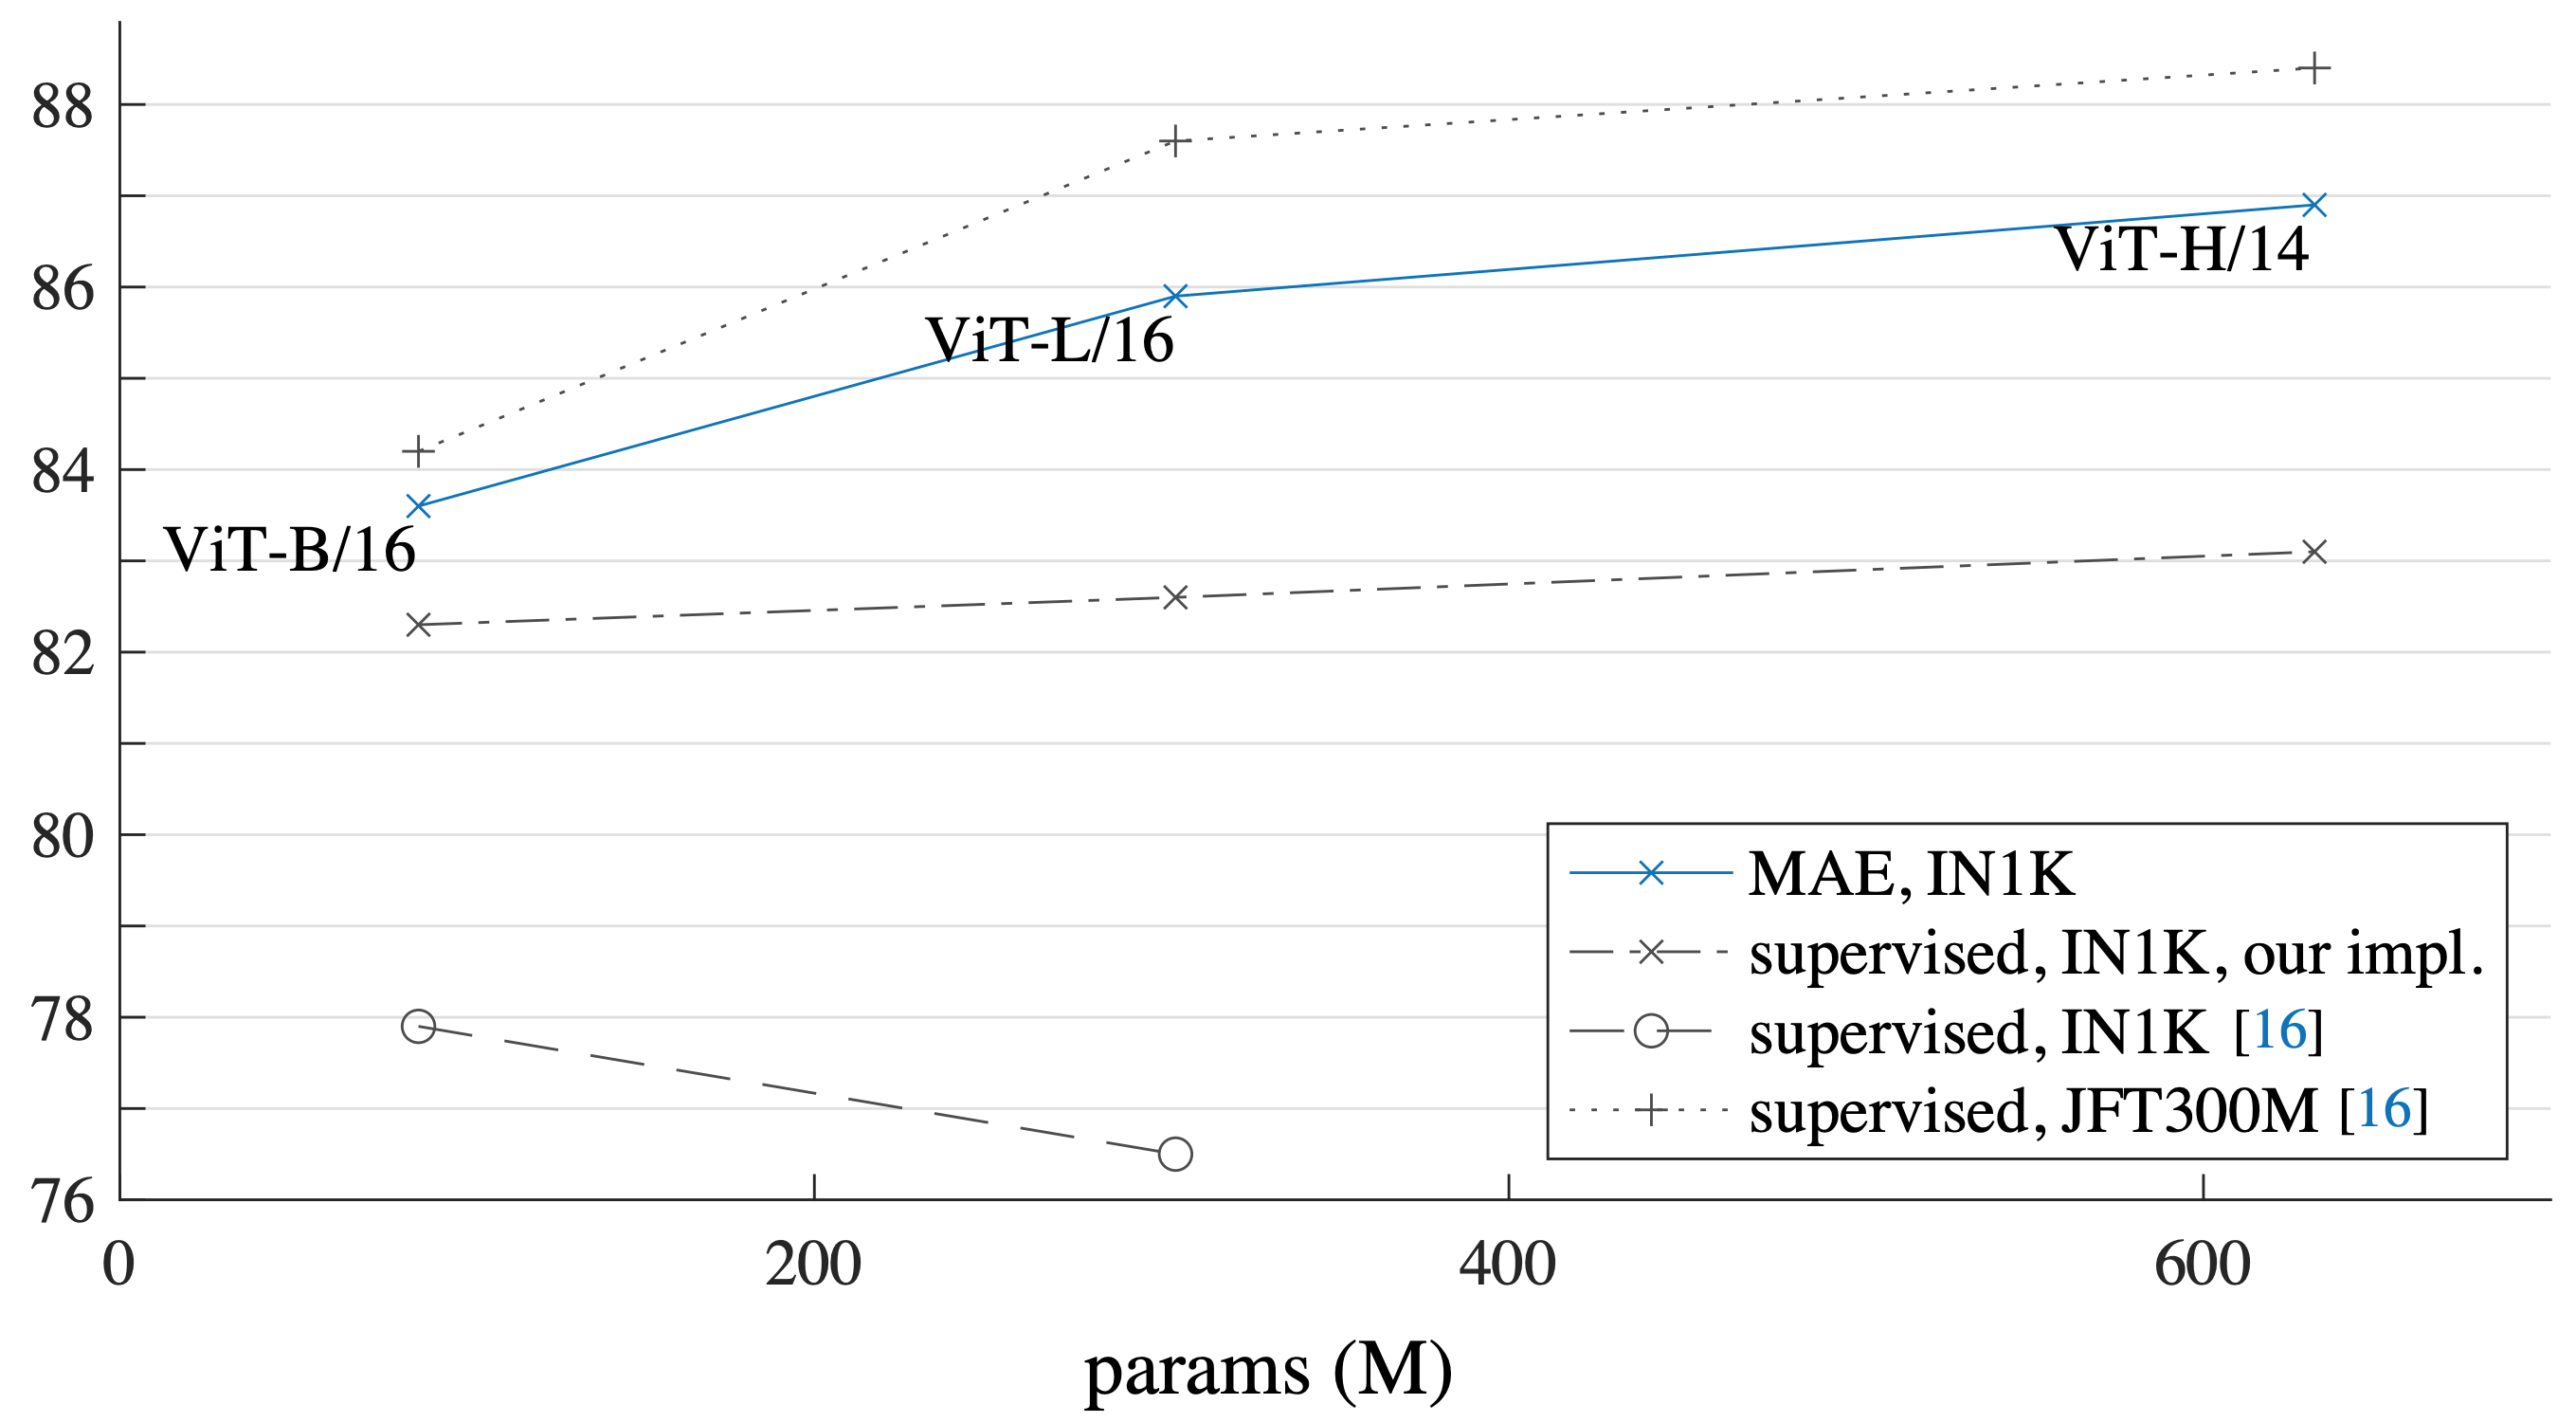 88
86
84
82
80
78
76
ViT-B/16
ViT-L/16
ViT-H/14
MAE, IN1K
supervised, IN1K, our impl.
supervised, IN1K [16]
supervised, JFT300M [16]
0 200 400 600
params (M)